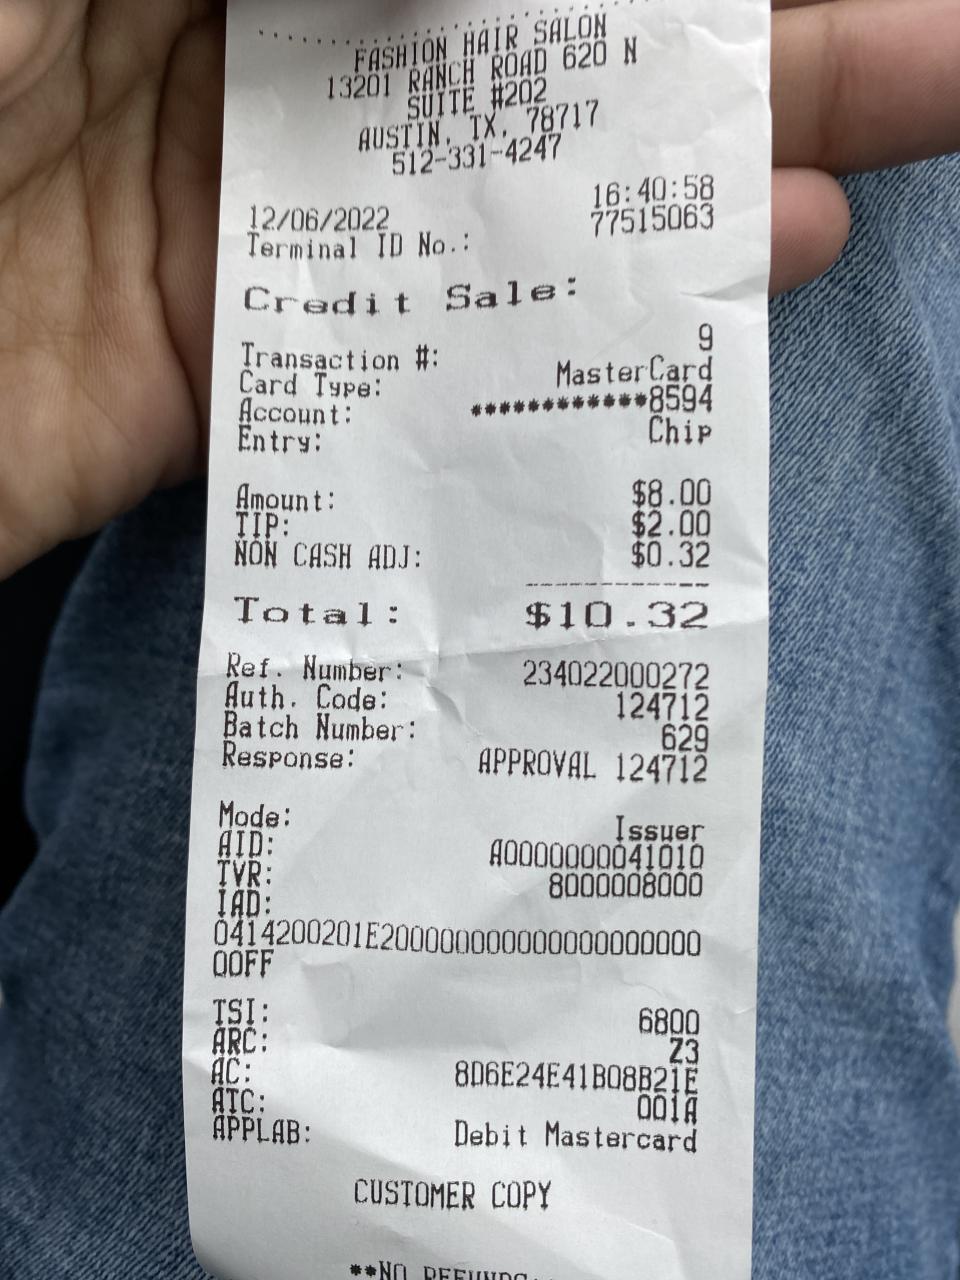 FASHION HAIR SALON
13201 RANCH ROAD 620 N
SUITE #202
AUSTIN, TX, 78717
512-331-4247
12/06/2022 16:40:58
Terminal ID No.: 77515063
Credit Sale:
Transaction #: 9
Card Type: MasterCard
Account: ************8594
Entry: Chip
Amount: $8.00
TIP: $2.00
NON CASH ADJ: $0.32
Total: $10.32
Ref. Number: 234022000272
Auth. Code: 124712
Batch Number: 629
Response: APPROVAL 124712
Mode: Issuer
AID: A0000000041010
TVR: 8000008000
IAD:
0414200201E20000000000000000000
00FF
TSI: 6800
ARC: Z3
AC: 8D6E24E41B08B21E
ATC: 001A
APPLAB: Debit Mastercard
CUSTOMER COPY
**NO REFUNDS